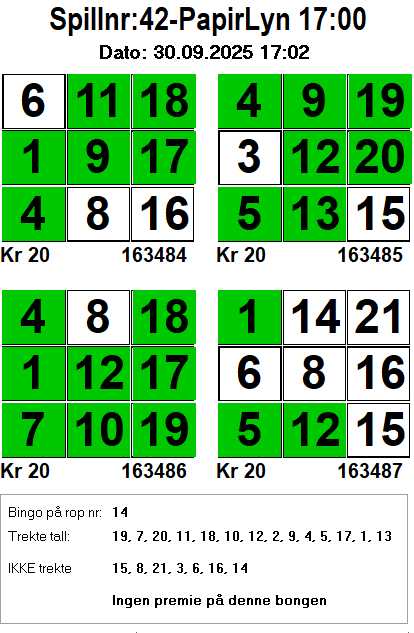 Spillnr:42-PapirLyn 17:00
Dato: 30.09.2025 17:02
6 11 18
1 9 17
4 8 16
Kr 20 163484
4 9 19
3 12 20
5 13 15
Kr 20 163485
4 8 18
1 12 17
7 10 19
Kr 20 163486
1 14 21
6 8 16
5 12 15
Kr 20 163487
Bingo på rop nr: 14
Trekte tall: 19, 7, 20, 11, 18, 10, 12, 2, 9, 4, 5, 17, 1, 13
IKKE trekte 15, 8, 21, 3, 6, 16, 14
Ingen premie på denne bongen